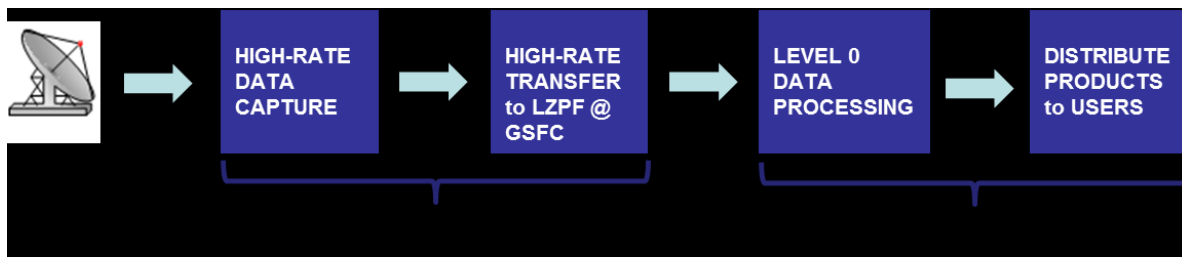 HIGH-RATE
DATA
CAPTURE
HIGH-RATE
TRANSFER
to LZPF @
GSFC
LEVEL 0
DATA
PROCESSING
DISTRIBUTE
PRODUCTS
to USERS